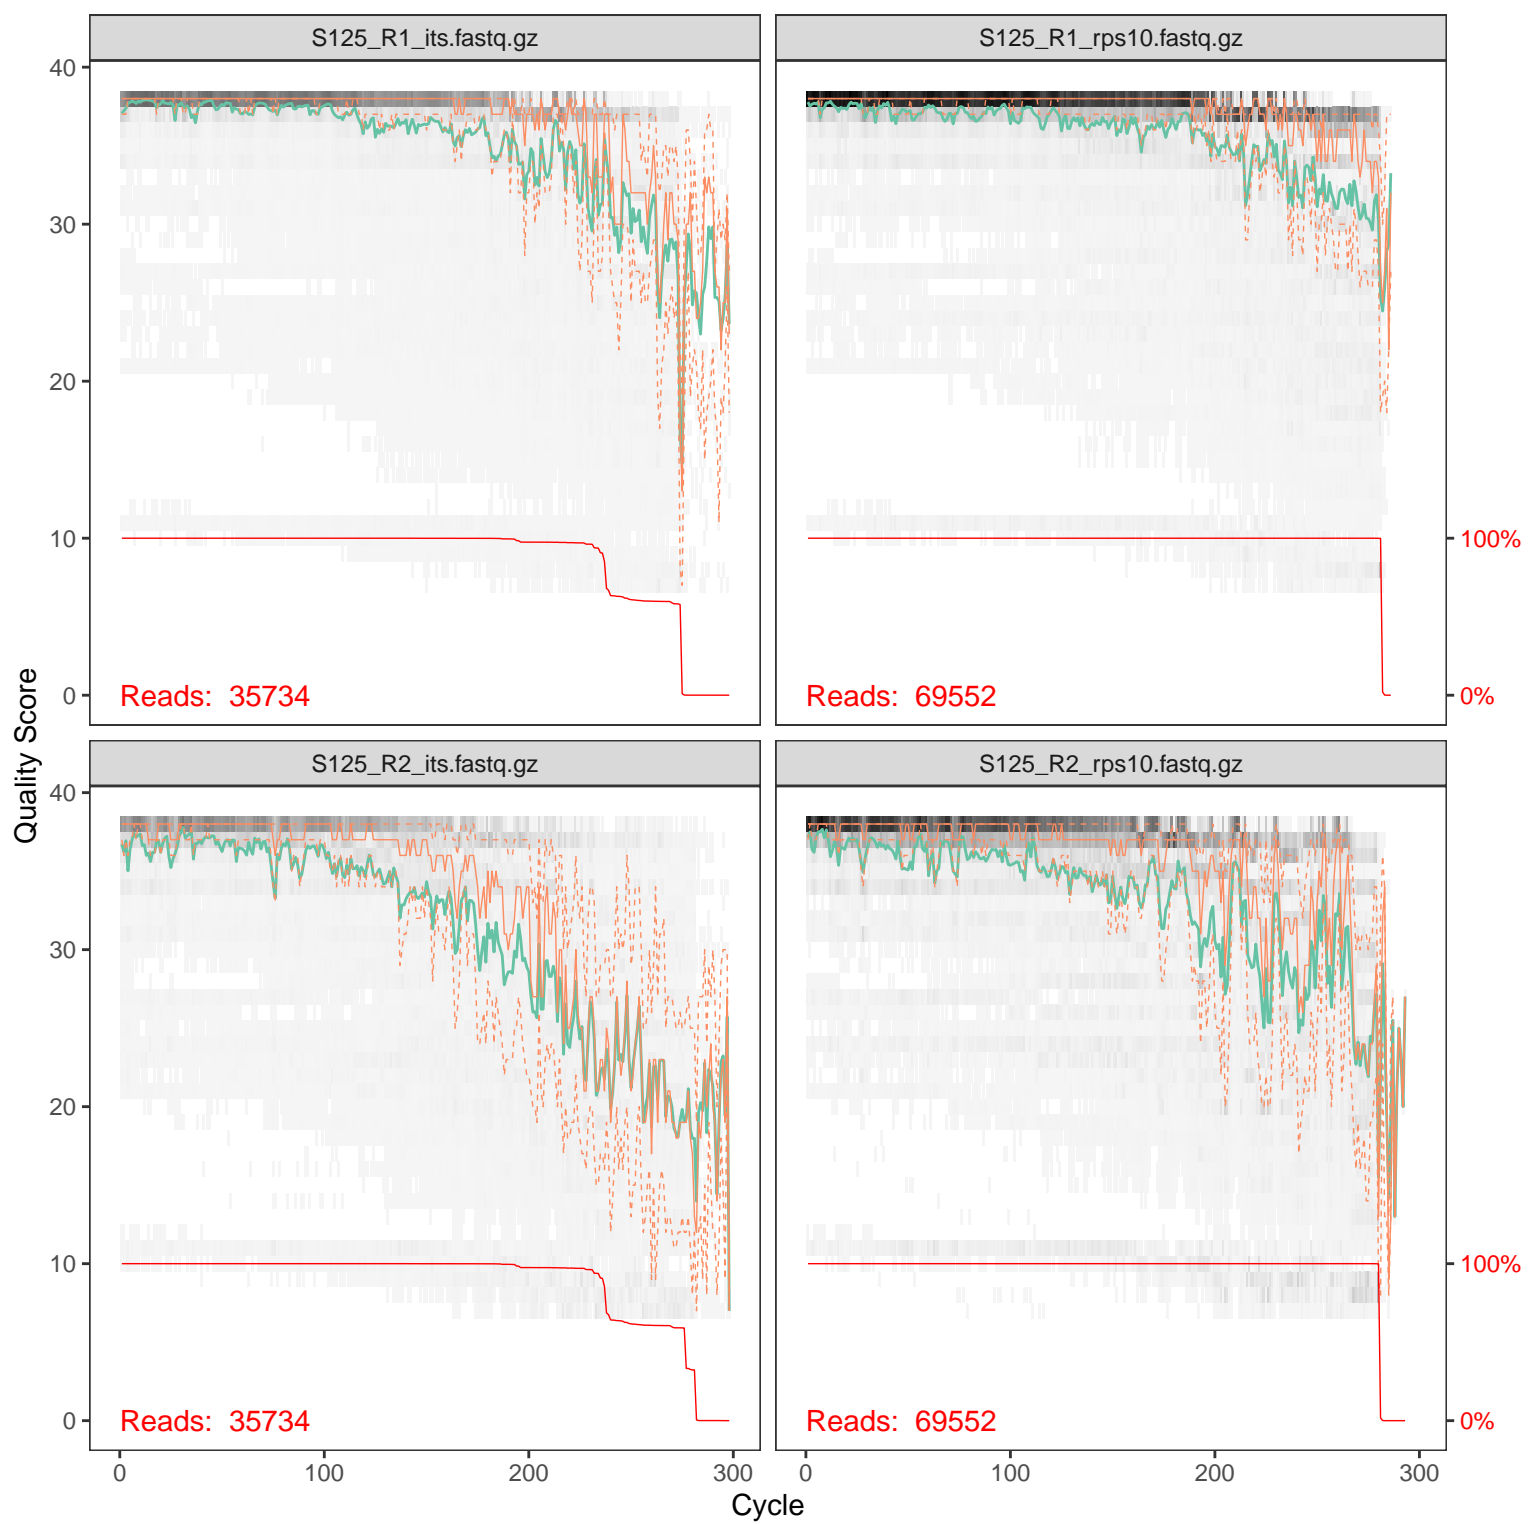 S125_R1_its.fastq.gz
S125_R1_rps10.fastq.gz
40
30
20
10
0
Reads: 35734
Reads: 69552
100%
0%
Quality Score
S125_R2_its.fastq.gz
S125_R2_rps10.fastq.gz
40
30
20
10
0
Reads: 35734
Reads: 69552
100%
0%
0 100 200 300
0 100 200 300
Cycle